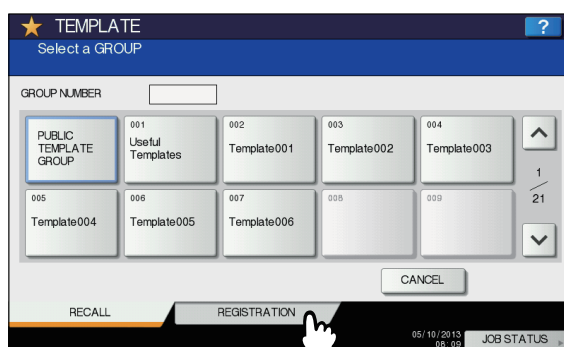 TEMPLATE
?
Select a GROUP
GROUP NUMBER
PUBLIC
TEMPLATE
GROUP
001
Useful
Templates
002
Template001
003
Template002
004
Template003
1
21
005
Template004
006
Template005
007
Template006
008
009
CANCEL
RECALL
REGISTRATION
05/10/2013
08:09
JOB STATUS